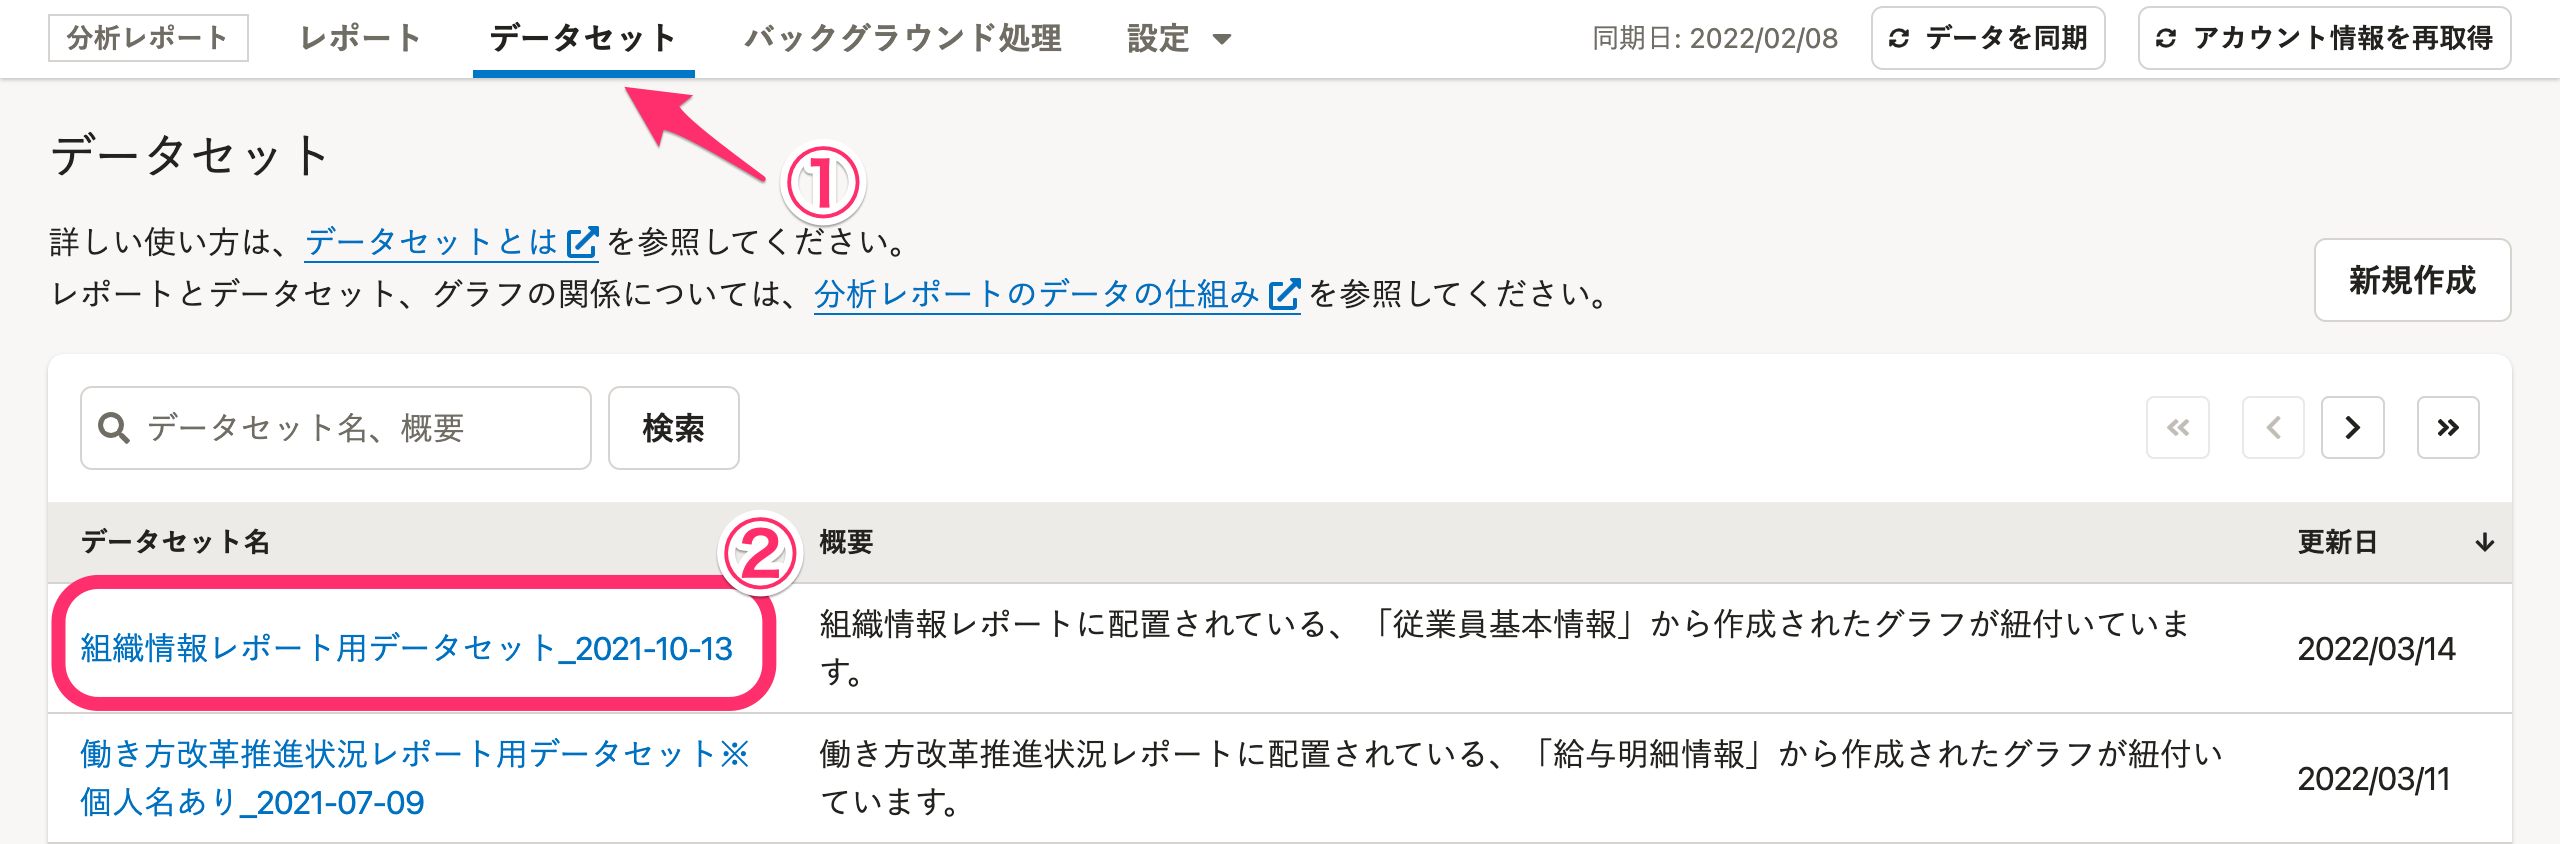 分析レポート レポート データセット バックグラウンド処理 設定 同期日: 2022/02/08 データを同期 アカウント情報を再取得
①
データセット
詳しい使い方は、データセットとは を参照してください。
レポートとデータセット、グラフの関係については、分析レポートのデータの仕組み を参照してください。
新規作成
データセット名、概要 検索
データセット名 ② 概要 更新日
組織情報レポート用データセット_2021-10-13
組織情報レポートに配置されている、「従業員基本情報」から作成されたグラフが紐付いていま
す。
2022/03/14
働き方改革推進状況レポート用データセット※
個人名あり_2021-07-09
働き方改革推進状況レポートに配置されている、「給与明細情報」から作成されたグラフが紐付い
ています。
2022/03/11